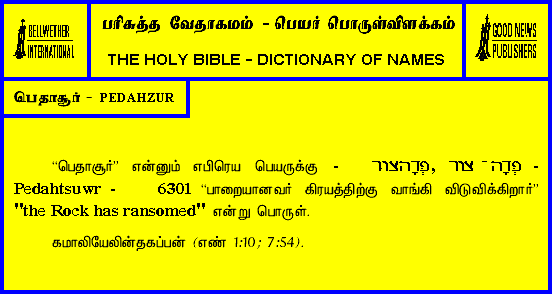 BELLWETHER
INTERNATIONAL
பரிசுத்த வேதாகமம் - பெயர் பொருள்விளக்கம்
THE HOLY BIBLE - DICTIONARY OF NAMES
GOOD NEWS
PUBLISHERS
பெதாசூர் - PEDAHZUR
“பெதாசூர்” என்னும் எபிரெய பெயருக்கு - פְּדָהצוּר, פְּדָה־צוּר -
Pedahtsuwr - 6301 “பாறையானவர் கிரயத்திற்கு வாங்கி விடுவிக்கிறார்”
"the Rock has ransomed" என்று பொருள்.
கமாலியேலின்தகப்பன் (எண் 1:10; 7:54).